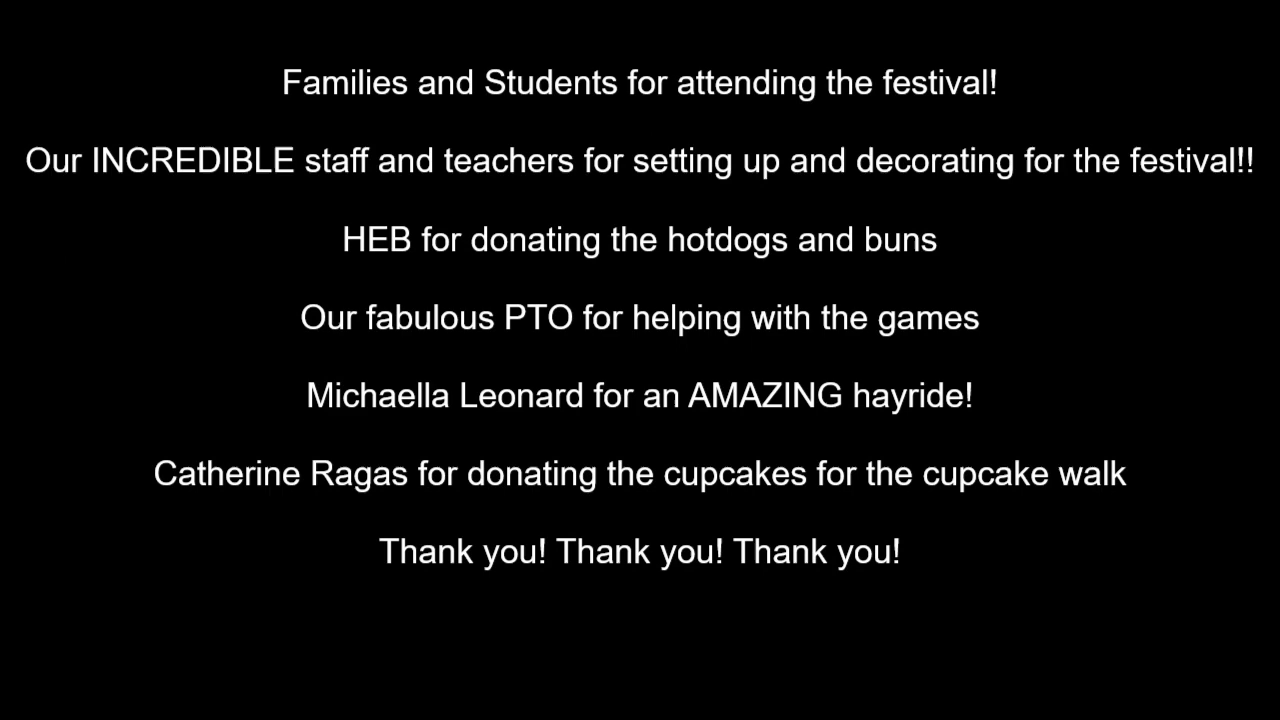 Families and Students for attending the festival!
Our INCREDIBLE staff and teachers for setting up and decorating for the festival!!
HEB for donating the hotdogs and buns
Our fabulous PTO for helping with the games
Michaella Leonard for an AMAZING hayride!
Catherine Ragas for donating the cupcakes for the cupcake walk
Thank you! Thank you! Thank you!